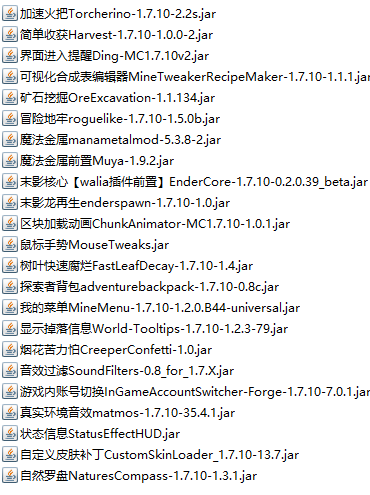 加速火把Torcherino-1.7.10-2.2s.jar
简单收获Harvest-1.7.10-1.0.0-2.jar
界面进入提醒Ding-MC1.7.10v2.jar
可视化合成表编辑器MineTweakerRecipeMaker-1.7.10-1.1.1.jar
矿石挖掘OreExcavation-1.1.134.jar
冒险地牢roguelike-1.7.10-1.5.0b.jar
魔法金属manametalmod-5.3.8-2.jar
魔法金属前置Muya-1.9.2.jar
末影核心【walia插件前置】EnderCore-1.7.10-0.2.0.39_beta.jar
末影龙再生enderspawn-1.7.10-1.0.jar
区块加载动画ChunkAnimator-MC1.7.10-1.0.1.jar
鼠标手势MouseTweaks.jar
树叶快速魔烂FastLeafDecay-1.7.10-1.4.jar
探索者背包adventurebackpack-1.7.10-0.8c.jar
我的菜单MineMenu-1.7.10-1.2.0.B44-universal.jar
显示掉落信息World-Tooltips-1.7.10-1.2.3-79.jar
烟花苦力怕CreeperConfetti-1.0.jar
音效过滤SoundFilters-0.8_for_1.7.X.jar
游戏内账号切换InGameAccountSwitcher-Forge-1.7.10-7.0.1.jar
真实环境音效matmos-1.7.10-35.4.1.jar
状态信息StatusEffectHUD.jar
自定义皮肤补丁CustomSkinLoader_1.7.10-13.7.jar
自然罗盘NaturesCompass-1.7.10-1.3.1.jar